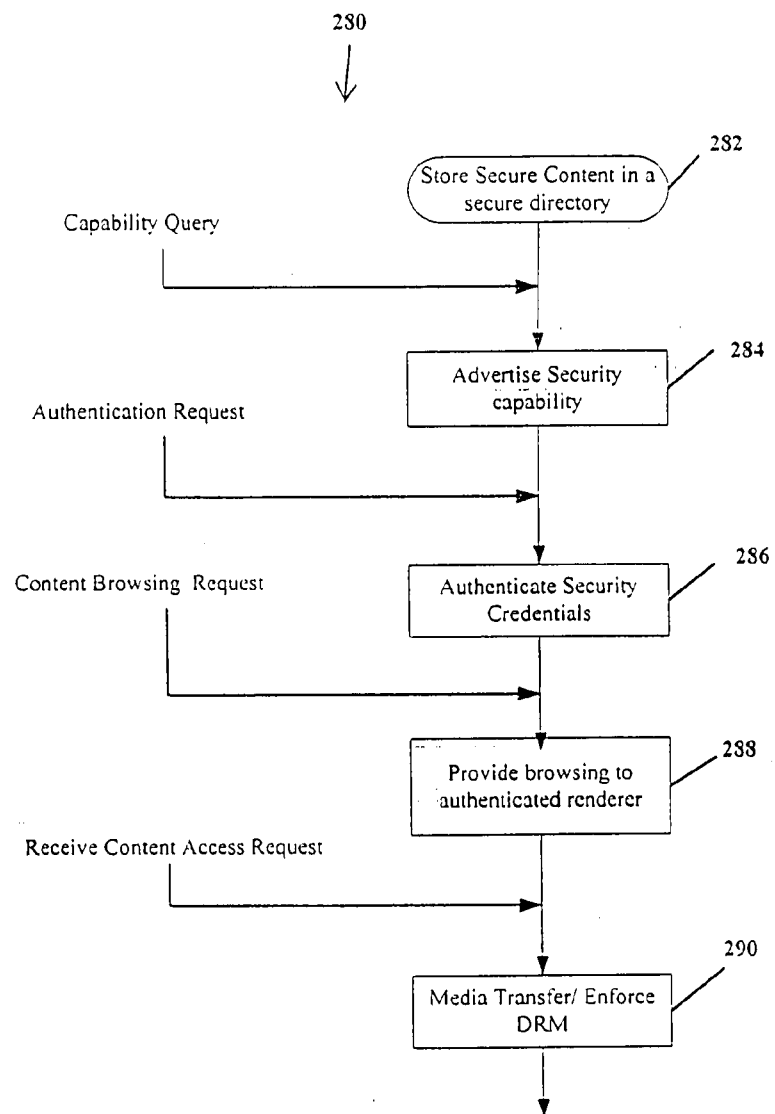 280
282
Store Secure Content in a
secure directory
Capability Query
284
Advertise Security
capability
Authentication Request
286
Authenticate Security
Credentials
Content Browsing Request
288
Provide browsing to
authenticated renderer
Receive Content Access Request
290
Media Transfer/ Enforce
DRM